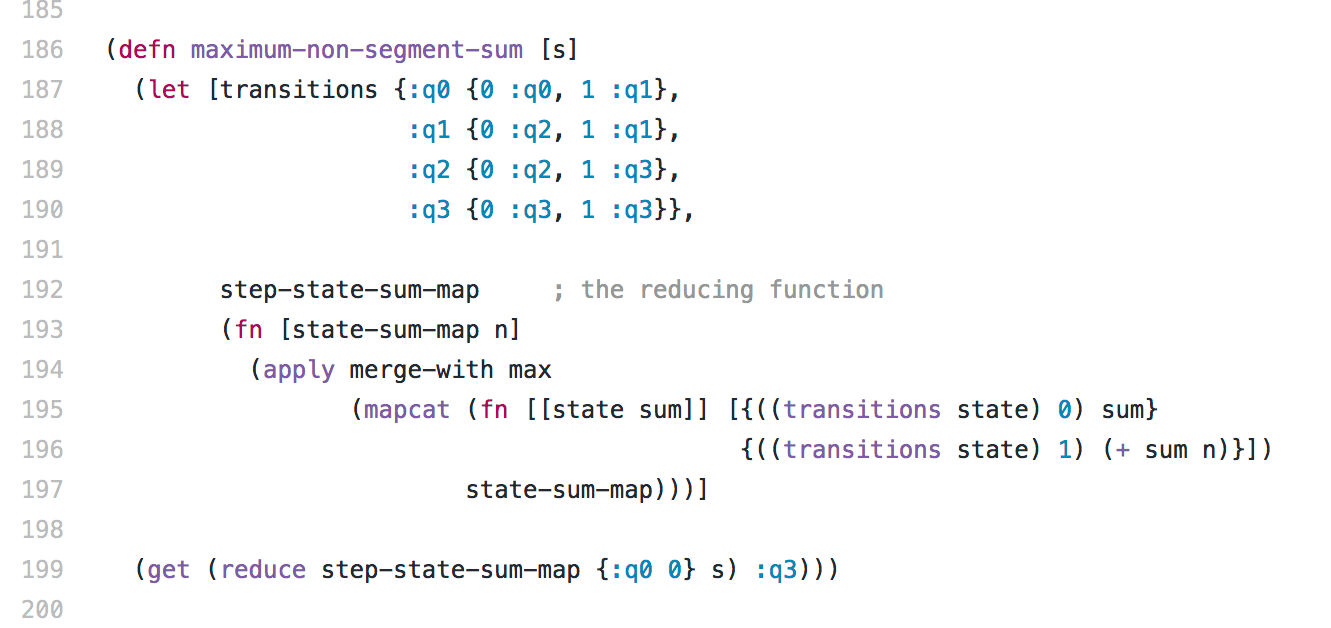 185
186 (defn maximum-non-segment-sum [s]
187 (let [transitions {:q0 {0 :q0, 1 :q1},
188 :q1 {0 :q2, 1 :q1},
189 :q2 {0 :q2, 1 :q3},
190 :q3 {0 :q3, 1 :q3}},
191
192 step-state-sum-map ; the reducing function
193 (fn [state-sum-map n]
194 (apply merge-with max
195 (mapcat (fn [[state sum]] [{((transitions state) 0) sum}
196 {((transitions state) 1) (+ sum n)}])
197 state-sum-map)))]
198
199 (get (reduce step-state-sum-map {:q0 0} s) :q3)))
200